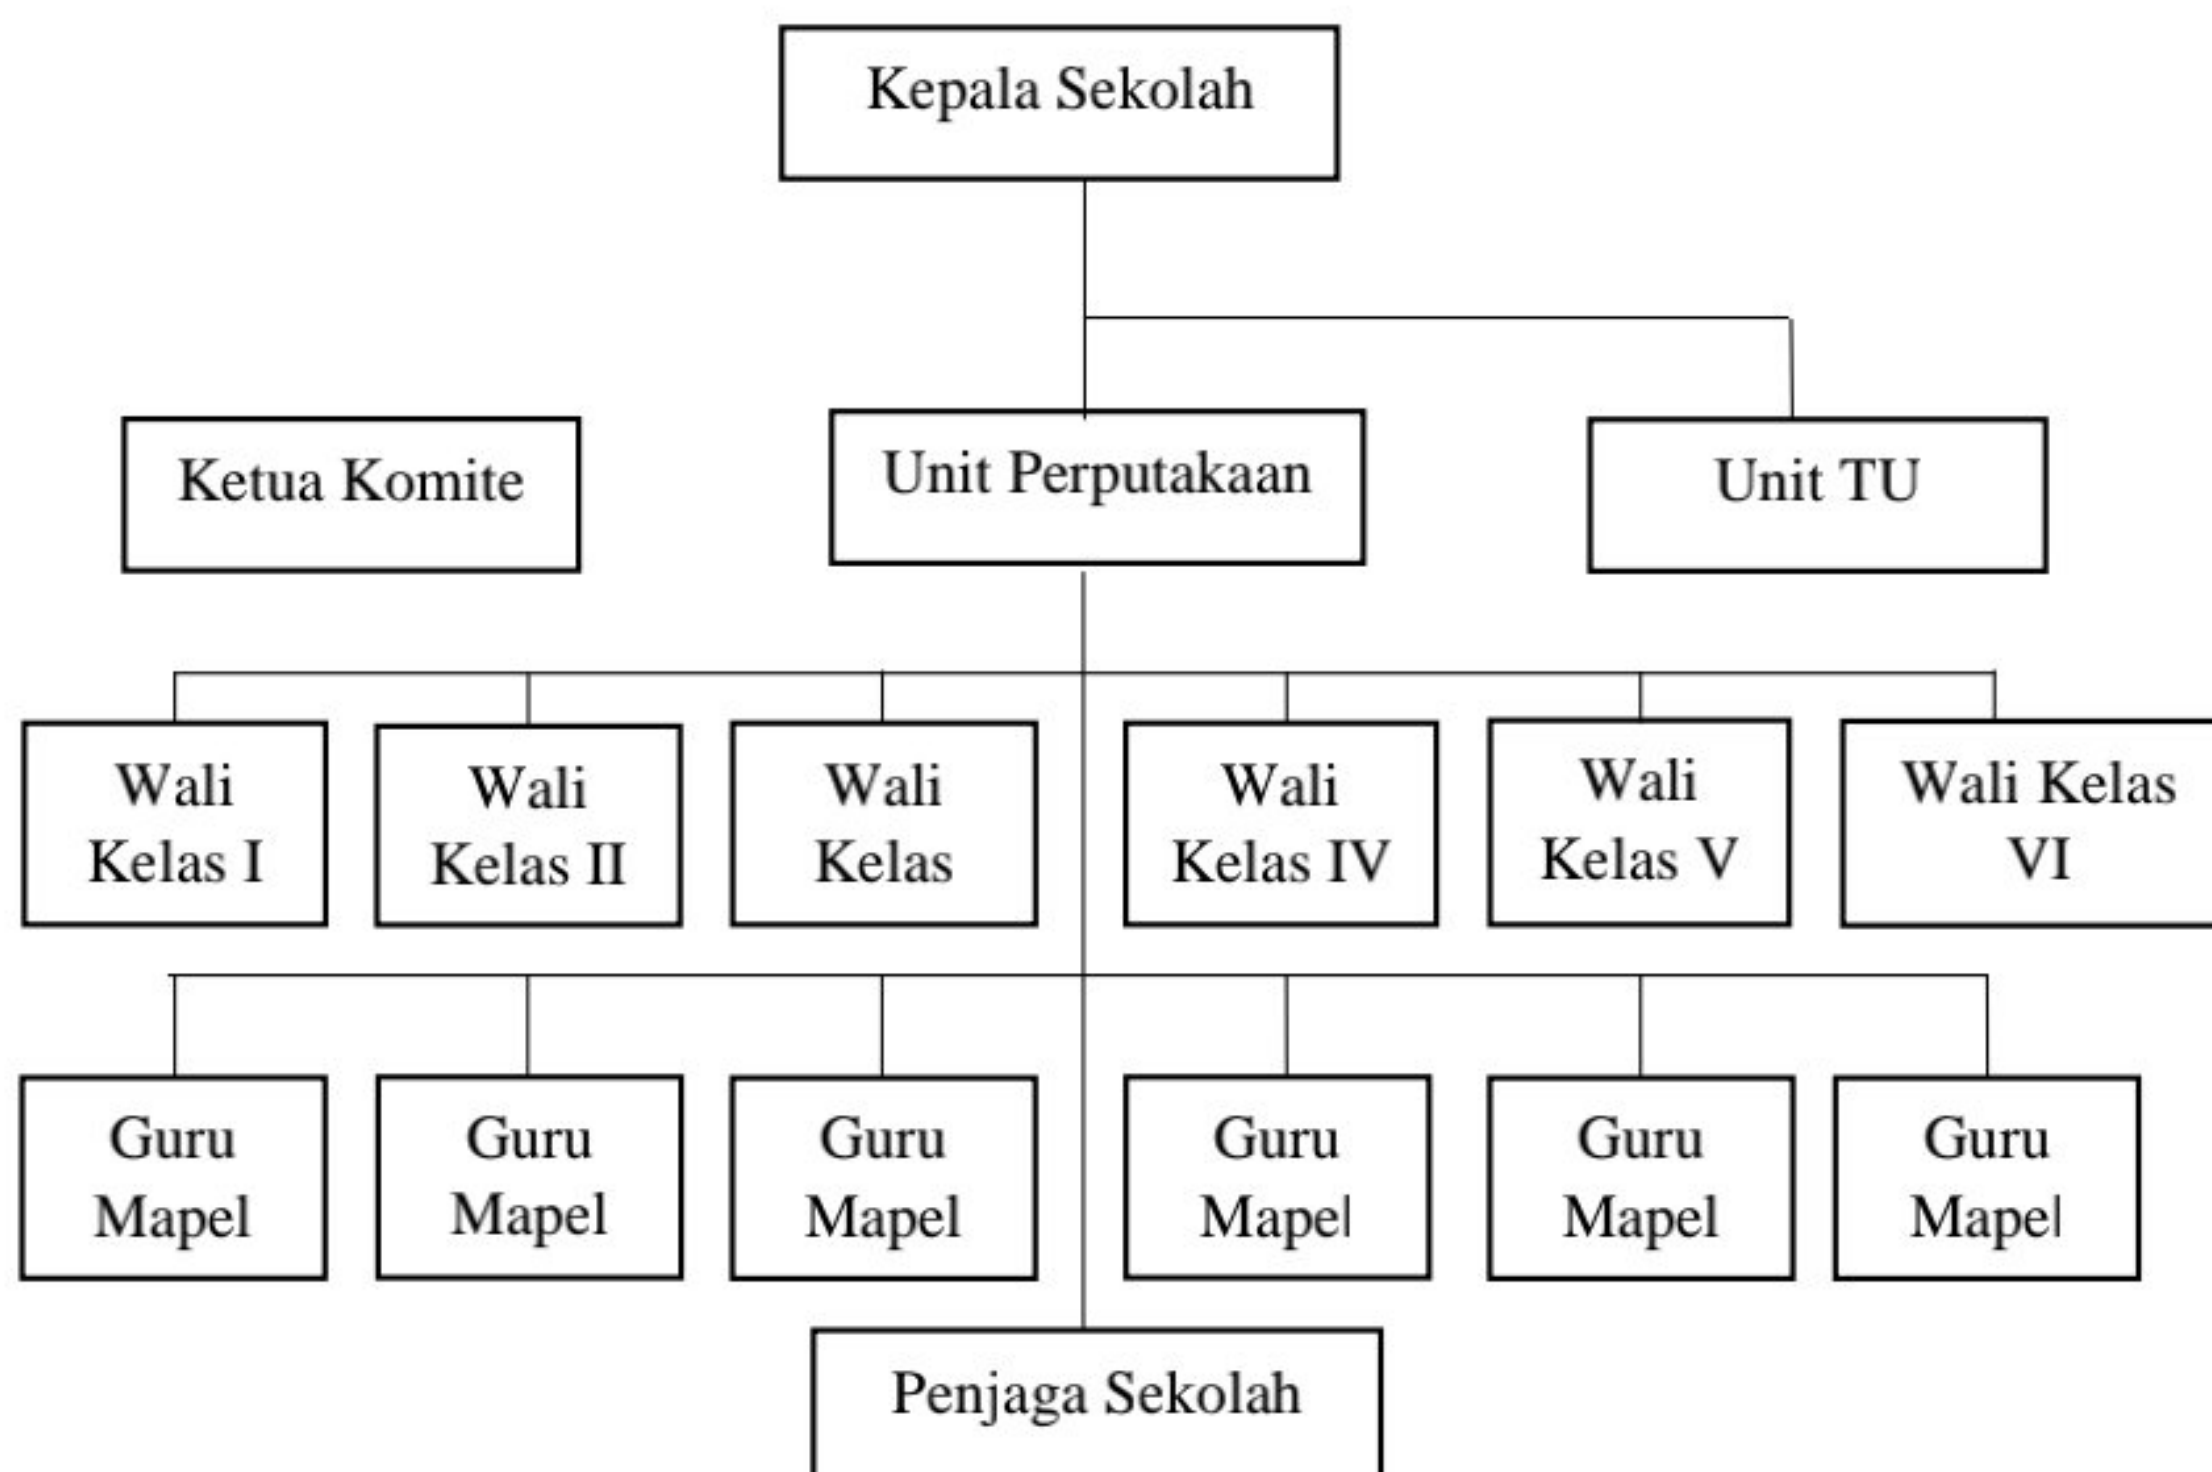 Kepala Sekolah
Ketua Komite
Unit Perputakaan
Unit TU
Wali
Kelas I
Wali
Kelas II
Wali
Kelas
Wali
Kelas IV
Wali
Kelas V
Wali Kelas
VI
Guru
Mapel
Guru
Mapel
Guru
Mapel
Guru
Mapel
Guru
Mapel
Guru
Mapel
Penjaga Sekolah